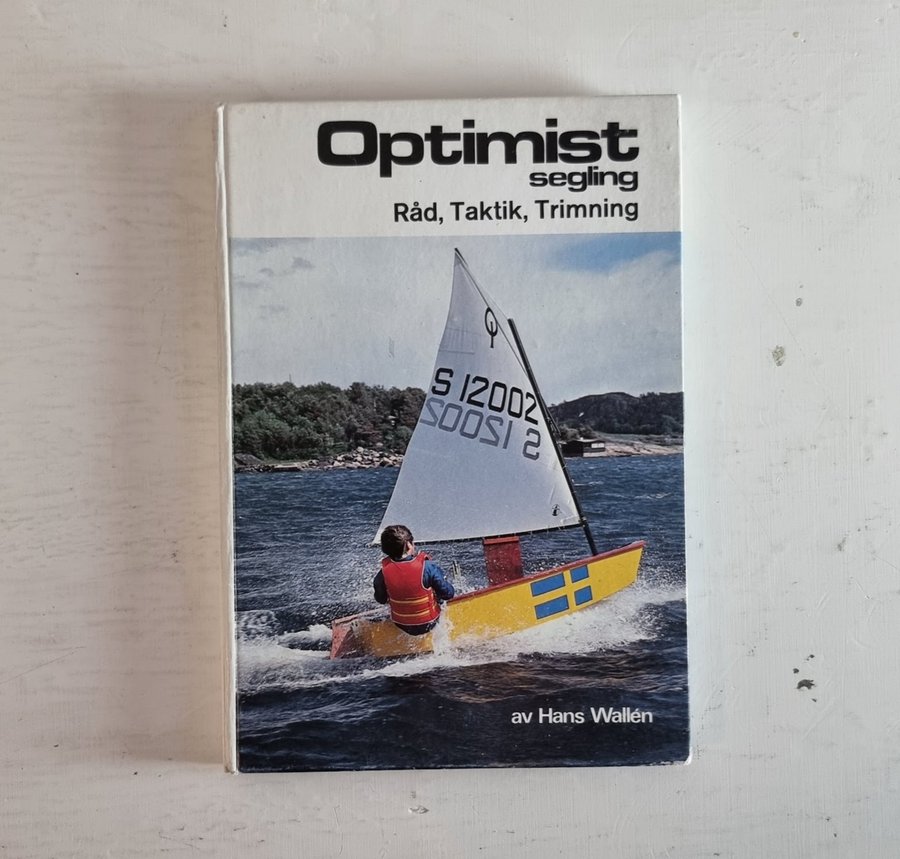 Optimist
segling
Råd, Taktik, Trimning
S 12002
S 12002
av Hans Wallén